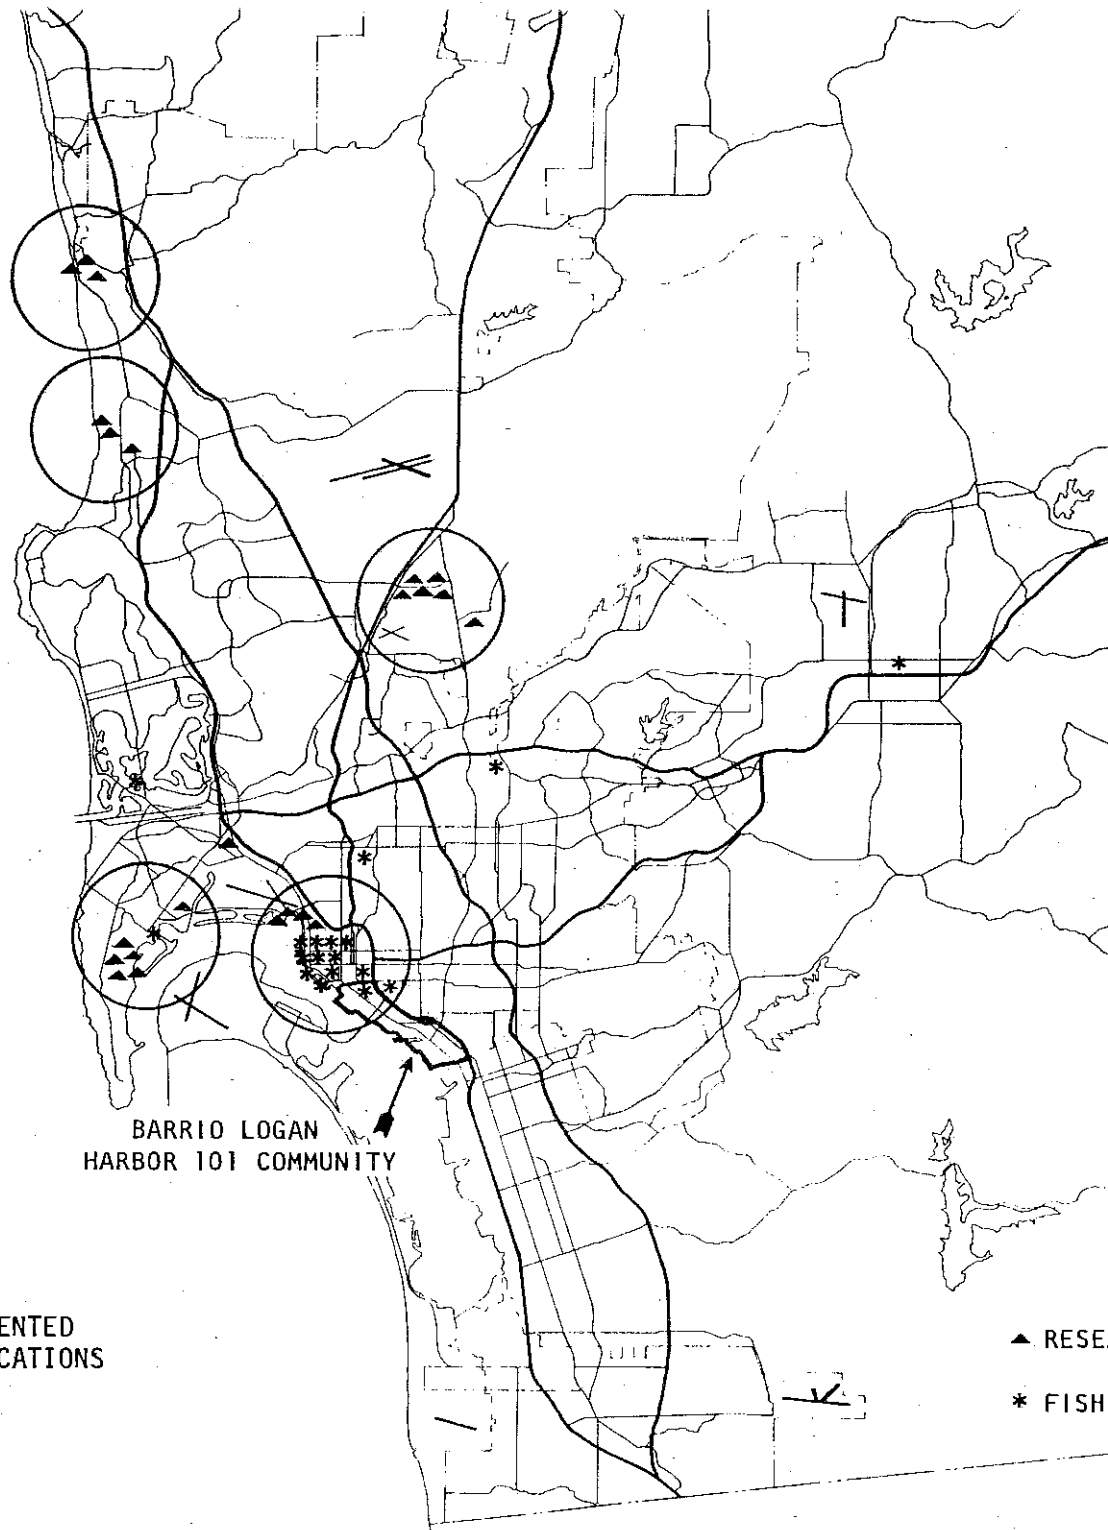 BARRIO LOGAN
HARBOR 101 COMMUNITY
ENTED
CATIONS
RESE
FISH